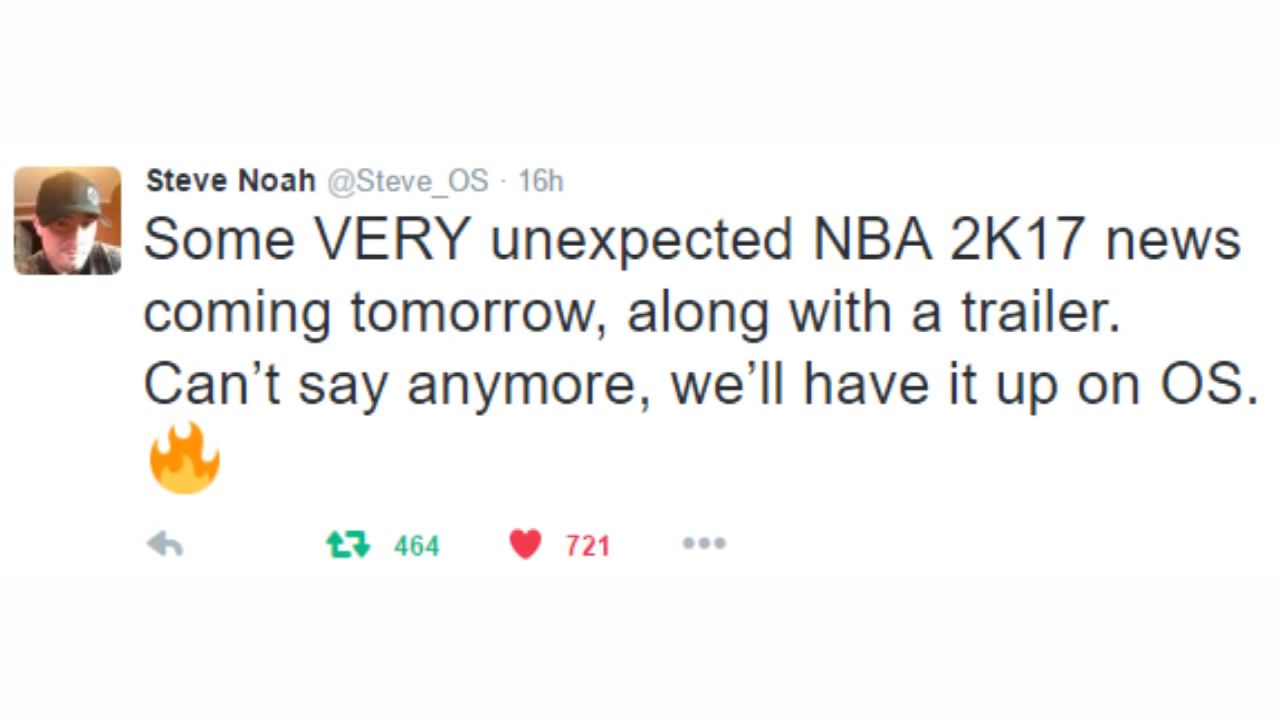 Steve Noah @Steve_OS · 16h
Some VERY unexpected NBA 2K17 news
coming tomorrow, along with a trailer.
Can’t say anymore, we’ll have it up on OS.
🔥
464 721